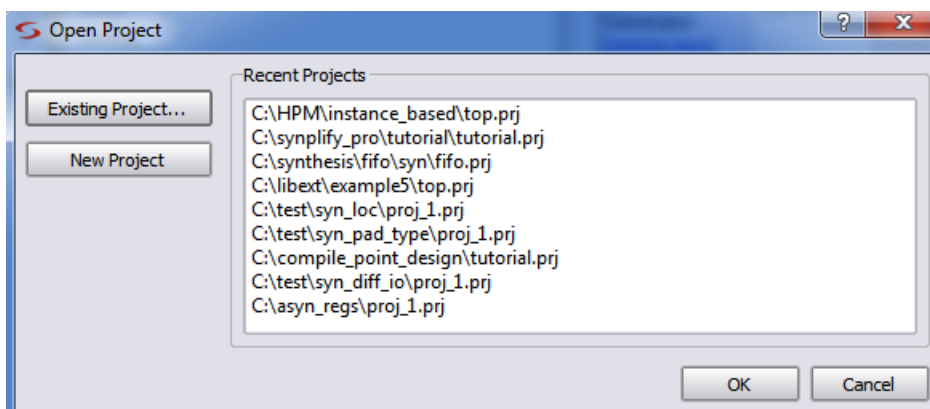 Open Project
?
X
Recent Projects
Existing Project...
New Project
C:\HPM\instance_based\top.prj
C:\synplify_pro\tutorial\tutorial.prj
C:\synthesis\fifo\syn\fifo.prj
C:\libext\example5\top.prj
C:\test\syn_loc\proj_1.prj
C:\test\syn_pad_type\proj_1.prj
C:\compile_point_design\tutorial.prj
C:\test\syn_diff_io\proj_1.prj
C:\asyn_regs\proj_1.prj
OK
Cancel